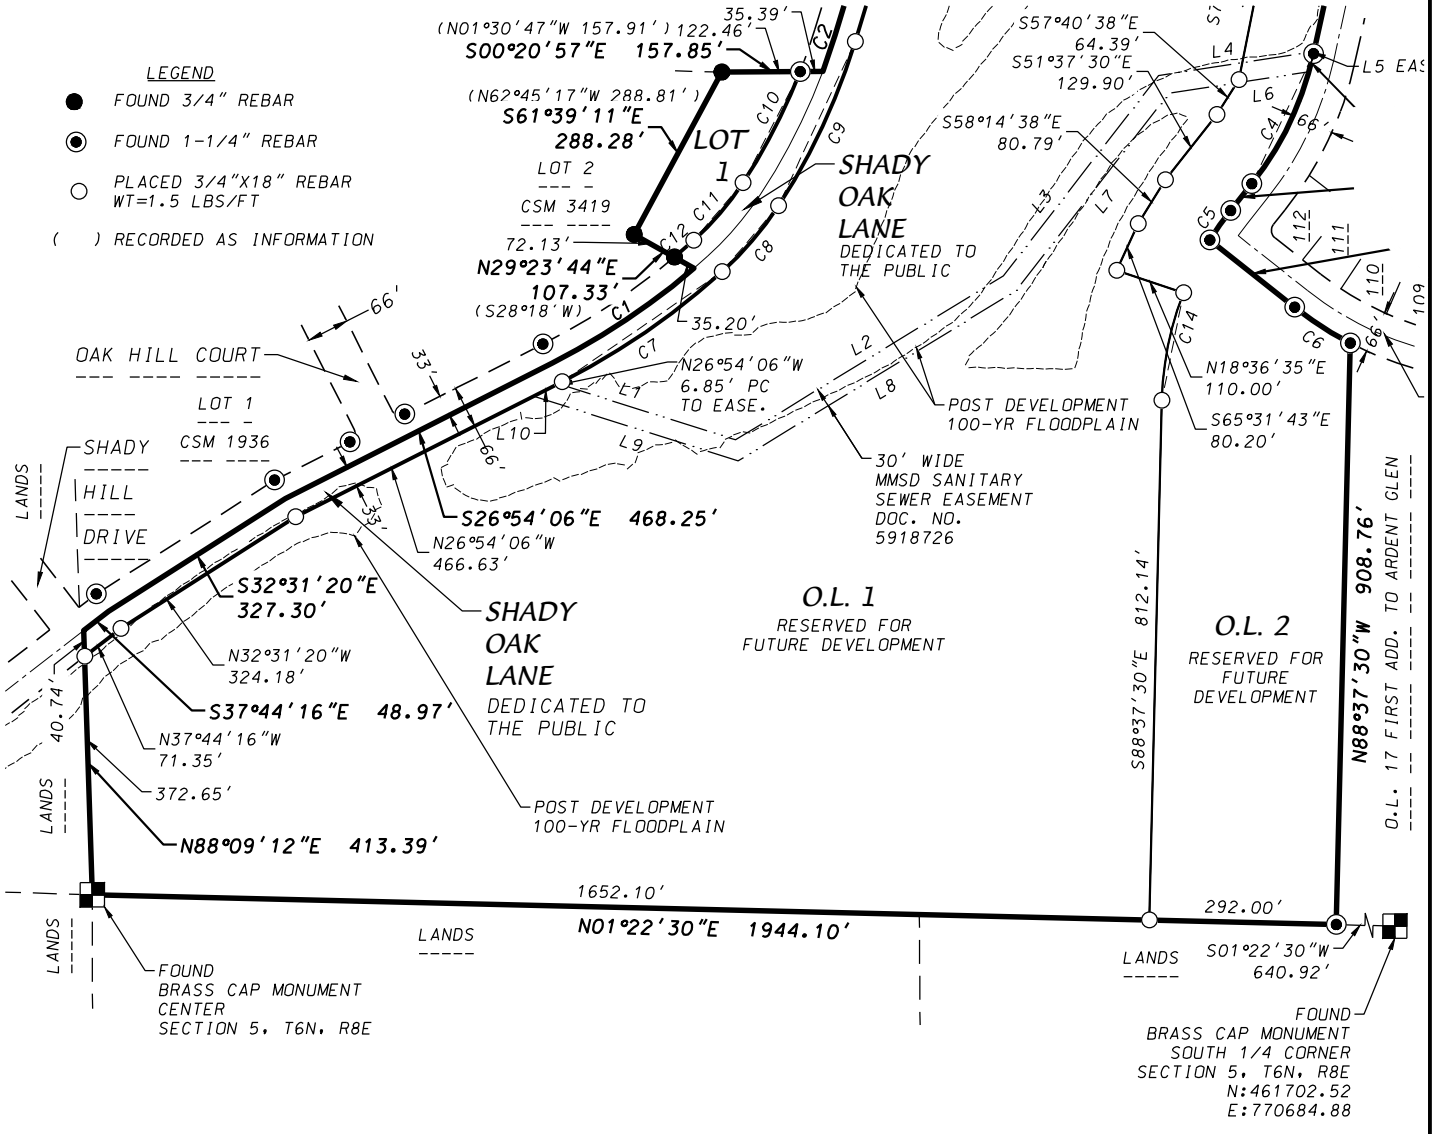 LEGEND
FOUND 3/4" REBAR
FOUND 1-1/4" REBAR
PLACED 3/4"X18" REBAR
WT=1.5 LBS/FT
( ) RECORDED AS INFORMATION
35.39'
(N01°30'47"W 157.91')
122.46'
S00°20'57"E 157.85'
(N62°45'17"W 288.81')
S61°39'11"E
288.28'
LOT 2
CSM 3419
72.13'
N29°23'44"E
107.33'
(S28°18'W)
LOT
1
C2
C10
C9
C11
C12
C8
C1
C7
35.20'
SHADY
OAK
LANE
DEDICATED TO
THE PUBLIC
S57°40'38"E
64.39'
S51°37'30"E
129.90'
S58°14'38"E
80.79'
S7
L4
L5 EAS
L6
C4
66'
L3
L7
C5
112
111
110
109
C6
66'
C14
N18°36'35"E
110.00'
S65°31'43"E
80.20'
66'
33'
OAK HILL COURT
LOT 1
CSM 1936
SHADY
HILL
DRIVE
LANDS
N26°54'06"W
6.85' PC
TO EASE.
L1
L2
L8
L9
L10
66'
33'
POST DEVELOPMENT
100-YR FLOODPLAIN
30' WIDE
MMSD SANITARY
SEWER EASEMENT
DOC. NO.
5918726
S26°54'06"E 468.25'
N26°54'06"W
466.63'
S32°31'20"E
327.30'
SHADY
OAK
LANE
DEDICATED TO
THE PUBLIC
N32°31'20"W
324.18'
S37°44'16"E 48.97'
40.74'
N37°44'16"W
71.35'
372.65'
LANDS
N88°09'12"E 413.39'
POST DEVELOPMENT
100-YR FLOODPLAIN
O.L. 1
RESERVED FOR
FUTURE DEVELOPMENT
S88°37'30"E 812.14'
O.L. 2
RESERVED FOR
FUTURE
DEVELOPMENT
N88°37'30"W 908.76'
O.L. 17 FIRST ADD. TO ARDENT GLEN
1652.10'
292.00'
N01°22'30"E 1944.10'
LANDS
LANDS
LANDS
S01°22'30"W
640.92'
FOUND
BRASS CAP MONUMENT
CENTER
SECTION 5, T6N, R8E
FOUND
BRASS CAP MONUMENT
SOUTH 1/4 CORNER
SECTION 5, T6N, R8E
N:461702.52
E:770684.88